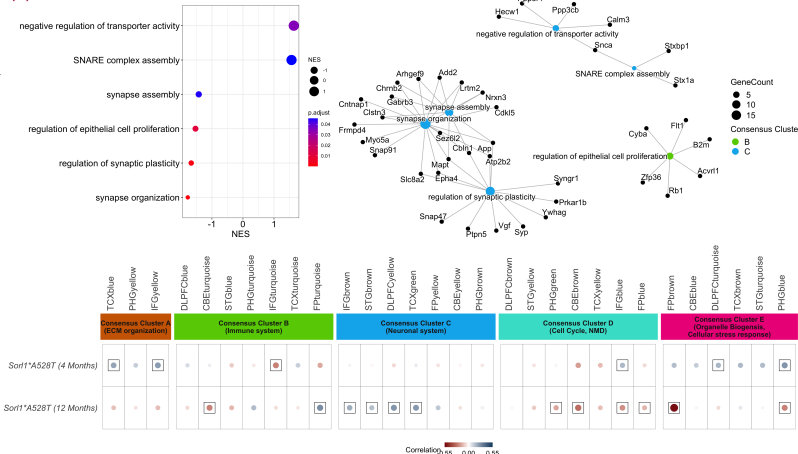 negative regulation of transporter activity
SNARE complex assembly
synapse assembly
regulation of epithelial cell proliferation
regulation of synaptic plasticity
synapse organization
-1 0 1
NES
NES
-1
0
1
p.adjust
0.04
0.03
0.02
0.01
Hecw1
Ppp3cb
Calm3
negative regulation of transporter activity
Snca
Stxbp1
SNARE complex assembly
Stx1a
Arhgef9
Add2
Chrnb2
Lrtm2
Cntnap1
Gabrb3
Nrxn3
synapse assembly
Cdkl5
Clstn3
synapse organization
Frmpd4
Myo5a
Sez6l2
Snap91
Cbln1
App
Mapt
Atp2b2
Slc8a2
Epha4
Syngr1
regulation of synaptic plasticity
Prkar1b
Snap47
Ywhag
Ptpn5
Vgf
Syp
Cyba
Flt1
B2m
regulation of epithelial cell proliferation
Zfp36
Acvrl1
Rb1
GeneCount
5
10
15
Consensus Cluste
B
C
TCXblue
PHGyellow
IFGyellow
DLPFCblue
CBEturquoise
STGblue
PHGturquoise
IFGturquoise
TCXturquoise
FPturquoise
IFGbrown
STGbrown
DLPFCyellow
TCXgreen
FPyellow
CBEyellow
PHGbrown
DLPFCbrown
STGyellow
PHGgreen
CBEbrown
TCXyellow
IFGblue
FPblue
FPbrown
CBEblue
DLPFCturquoise
TCXbrown
STGturquoise
PHGblue
Consensus Cluster A
(ECM organization)
Consensus Cluster B
(Immune system)
Consensus Cluster C
(Neuronal system)
Consensus Cluster D
(Cell Cycle, NMD)
Consensus Cluster E
(Organelle Biogensis,
Cellular stress response)
Sorl1*A528T (4 Months)
Sorl1*A528T (12 Months)
Correlation
0.00 0.55